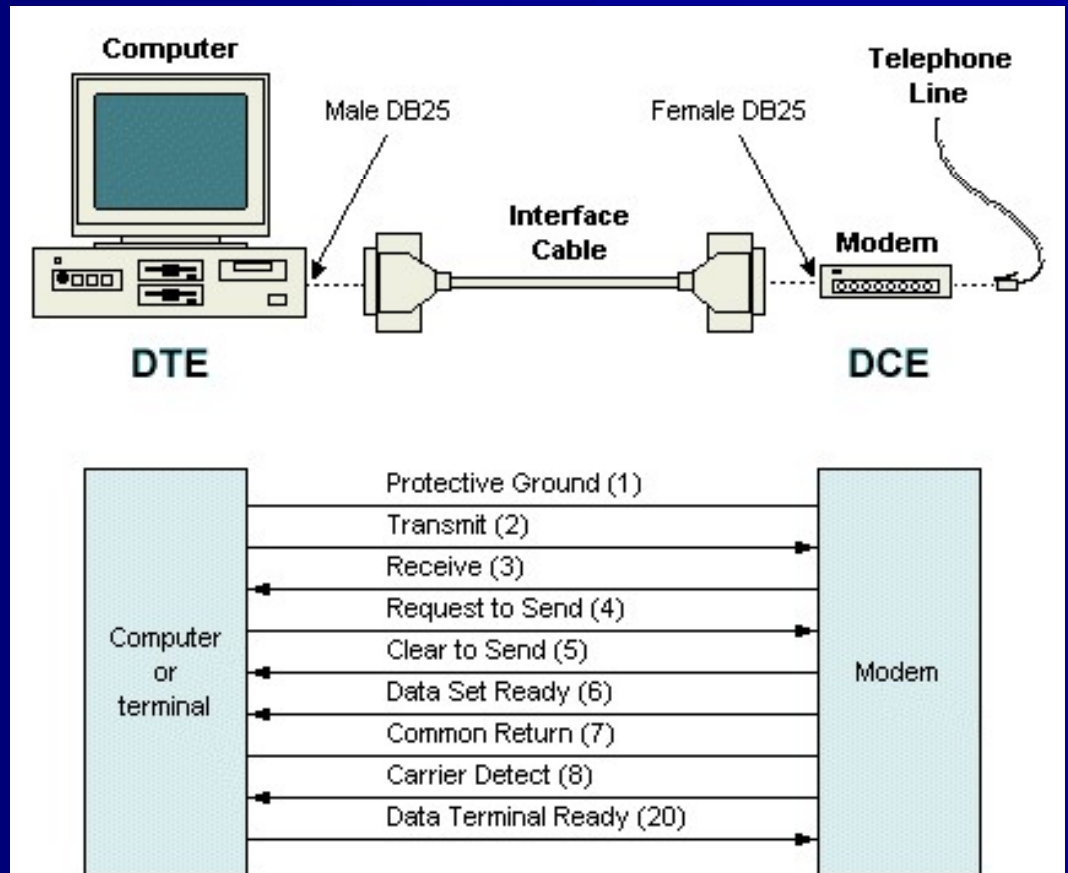 Computer
Telephone
Line
Male DB25
Female DB25
Interface
Cable
Modem
DTE
DCE
Protective Ground (1)
Transmit (2)
Receive (3)
Request to Send (4)
Clear to Send (5)
Data Set Ready (6)
Common Return (7)
Carrier Detect (8)
Data Terminal Ready (20)
Computer
or
terminal
Modem